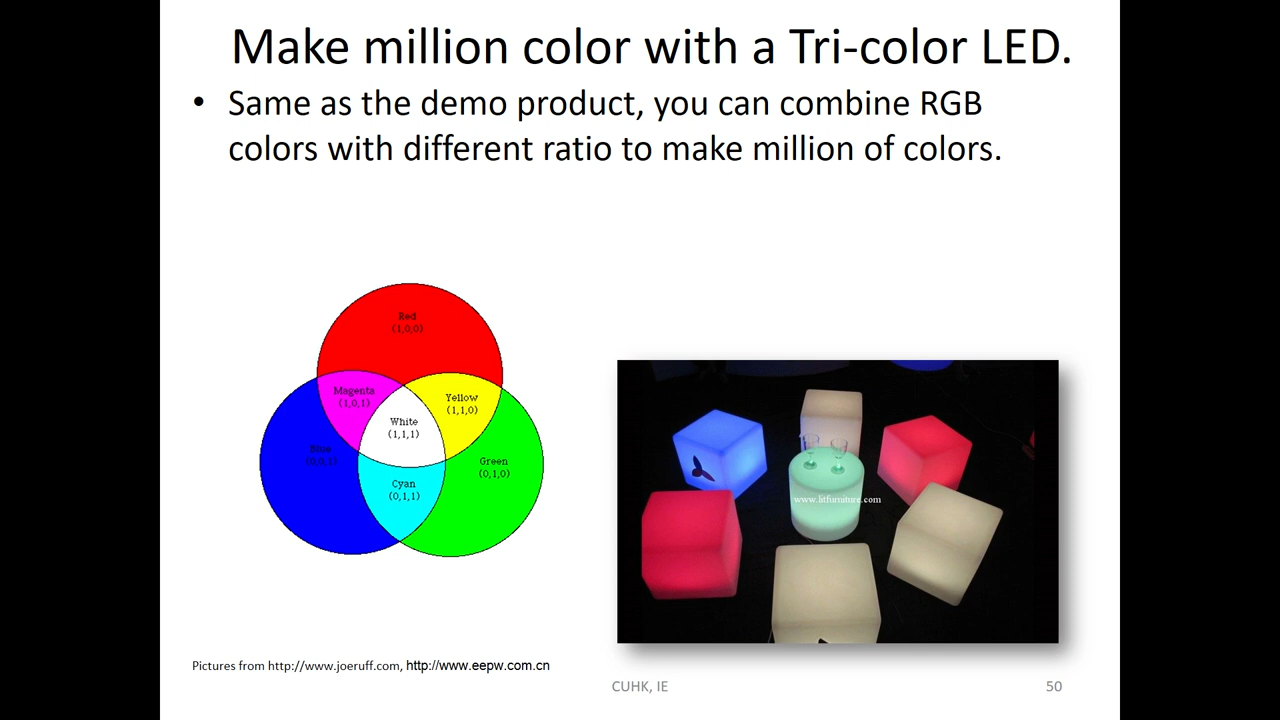 Make million color with a Tri-color LED.
• Same as the demo product, you can combine RGB
colors with different ratio to make million of colors.
Red
(1,0,0)
Magenta
(1,0,1)
Yellow
(1,1,0)
White
(1,1,1)
Blue
(0,0,1)
Green
(0,1,0)
Cyan
(0,1,1)
www.litfurniture.com
Pictures from http://www.joeruff.com, http://www.eepw.com.cn
CUHK, IE
50